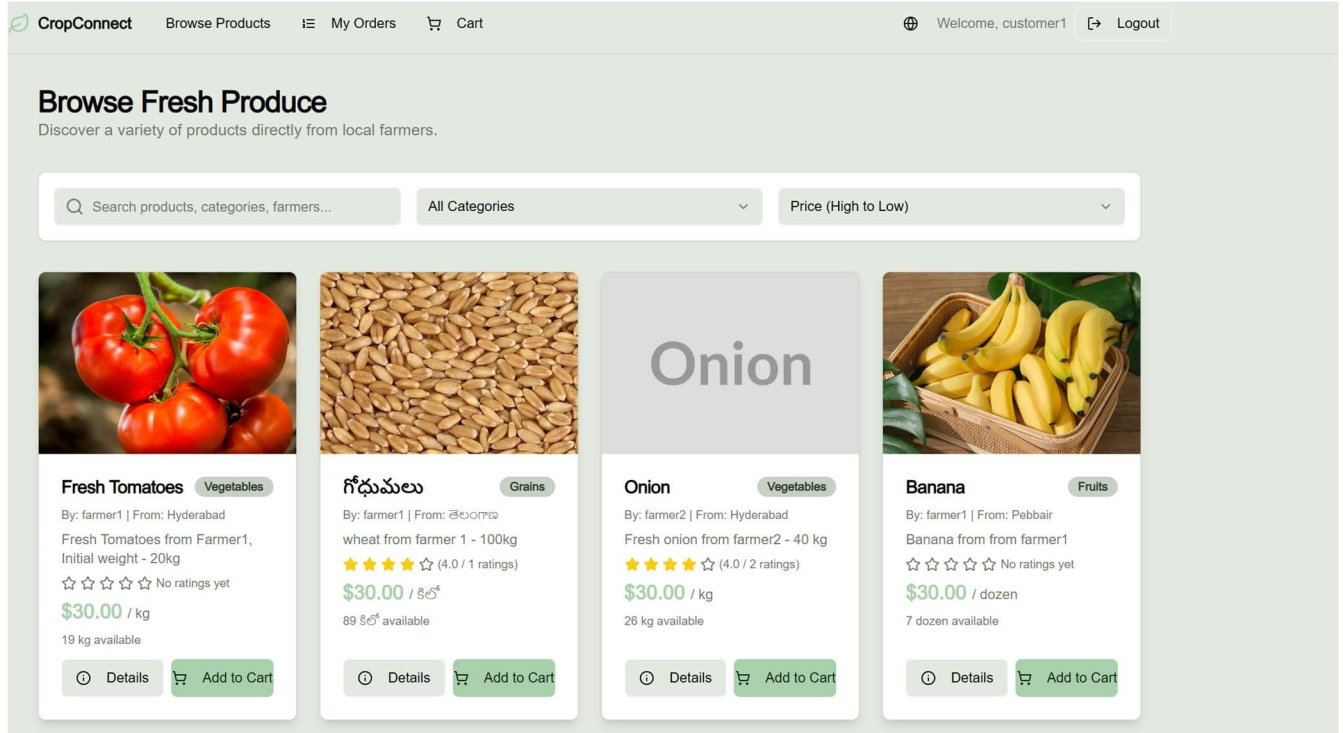 CropConnect Browse Products My Orders Cart Welcome, customer1 Logout
Browse Fresh Produce
Discover a variety of products directly from local farmers.
Search products, categories, farmers... All Categories Price (High to Low)
Onion
Fresh Tomatoes Vegetables
By: farmer1 | From: Hyderabad
Fresh Tomatoes from Farmer1,
Initial weight - 20kg
No ratings yet
$30.00 / kg
19 kg available
Details Add to Cart
గోధుమలు Grains
By: farmer1 | From: తెలంగాణ
wheat from farmer 1 - 100kg
(4.0 / 1 ratings)
$30.00 / కిలో
89 కిలో available
Details Add to Cart
Onion Vegetables
By: farmer2 | From: Hyderabad
Fresh onion from farmer2 - 40 kg
(4.0 / 2 ratings)
$30.00 / kg
26 kg available
Details Add to Cart
Banana Fruits
By: farmer1 | From: Pebbair
Banana from from farmer1
No ratings yet
$30.00 / dozen
7 dozen available
Details Add to Cart